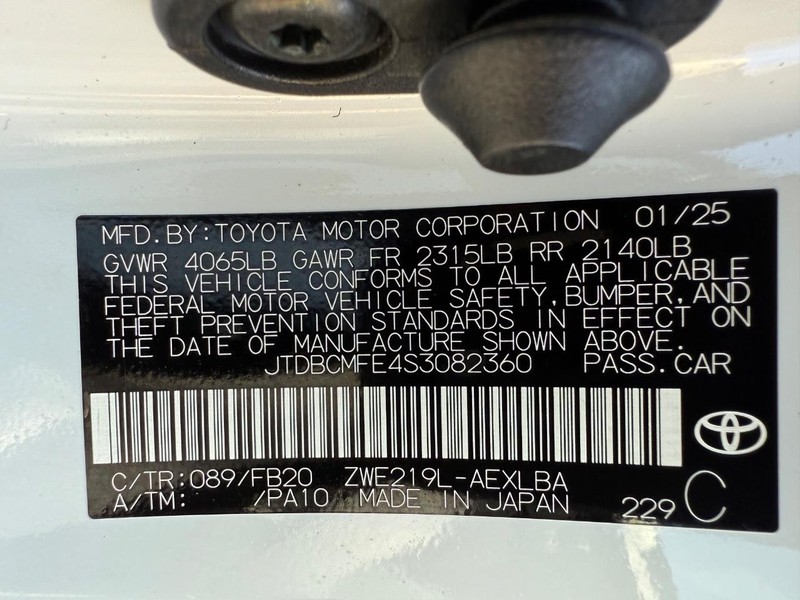 MFD.BY:TOYOTA MOTOR CORPORATION 01/25
GVWR 4065LB GAWR FR 2315LB RR 2140LB
THIS VEHICLE CONFORMS TO ALL APPLICABLE
FEDERAL MOTOR VEHICLE SAFETY,BUMPER,AND
THEFT PREVENTION STANDARDS IN EFFECT ON
THE DATE OF MANUFACTURE SHOWN ABOVE.
JTDBCMFE4S3082360 PASS.CAR
C/TR:089/FB20 ZWE219L-AEXLBA
A/TM: /PA10 MADE IN JAPAN 229 C